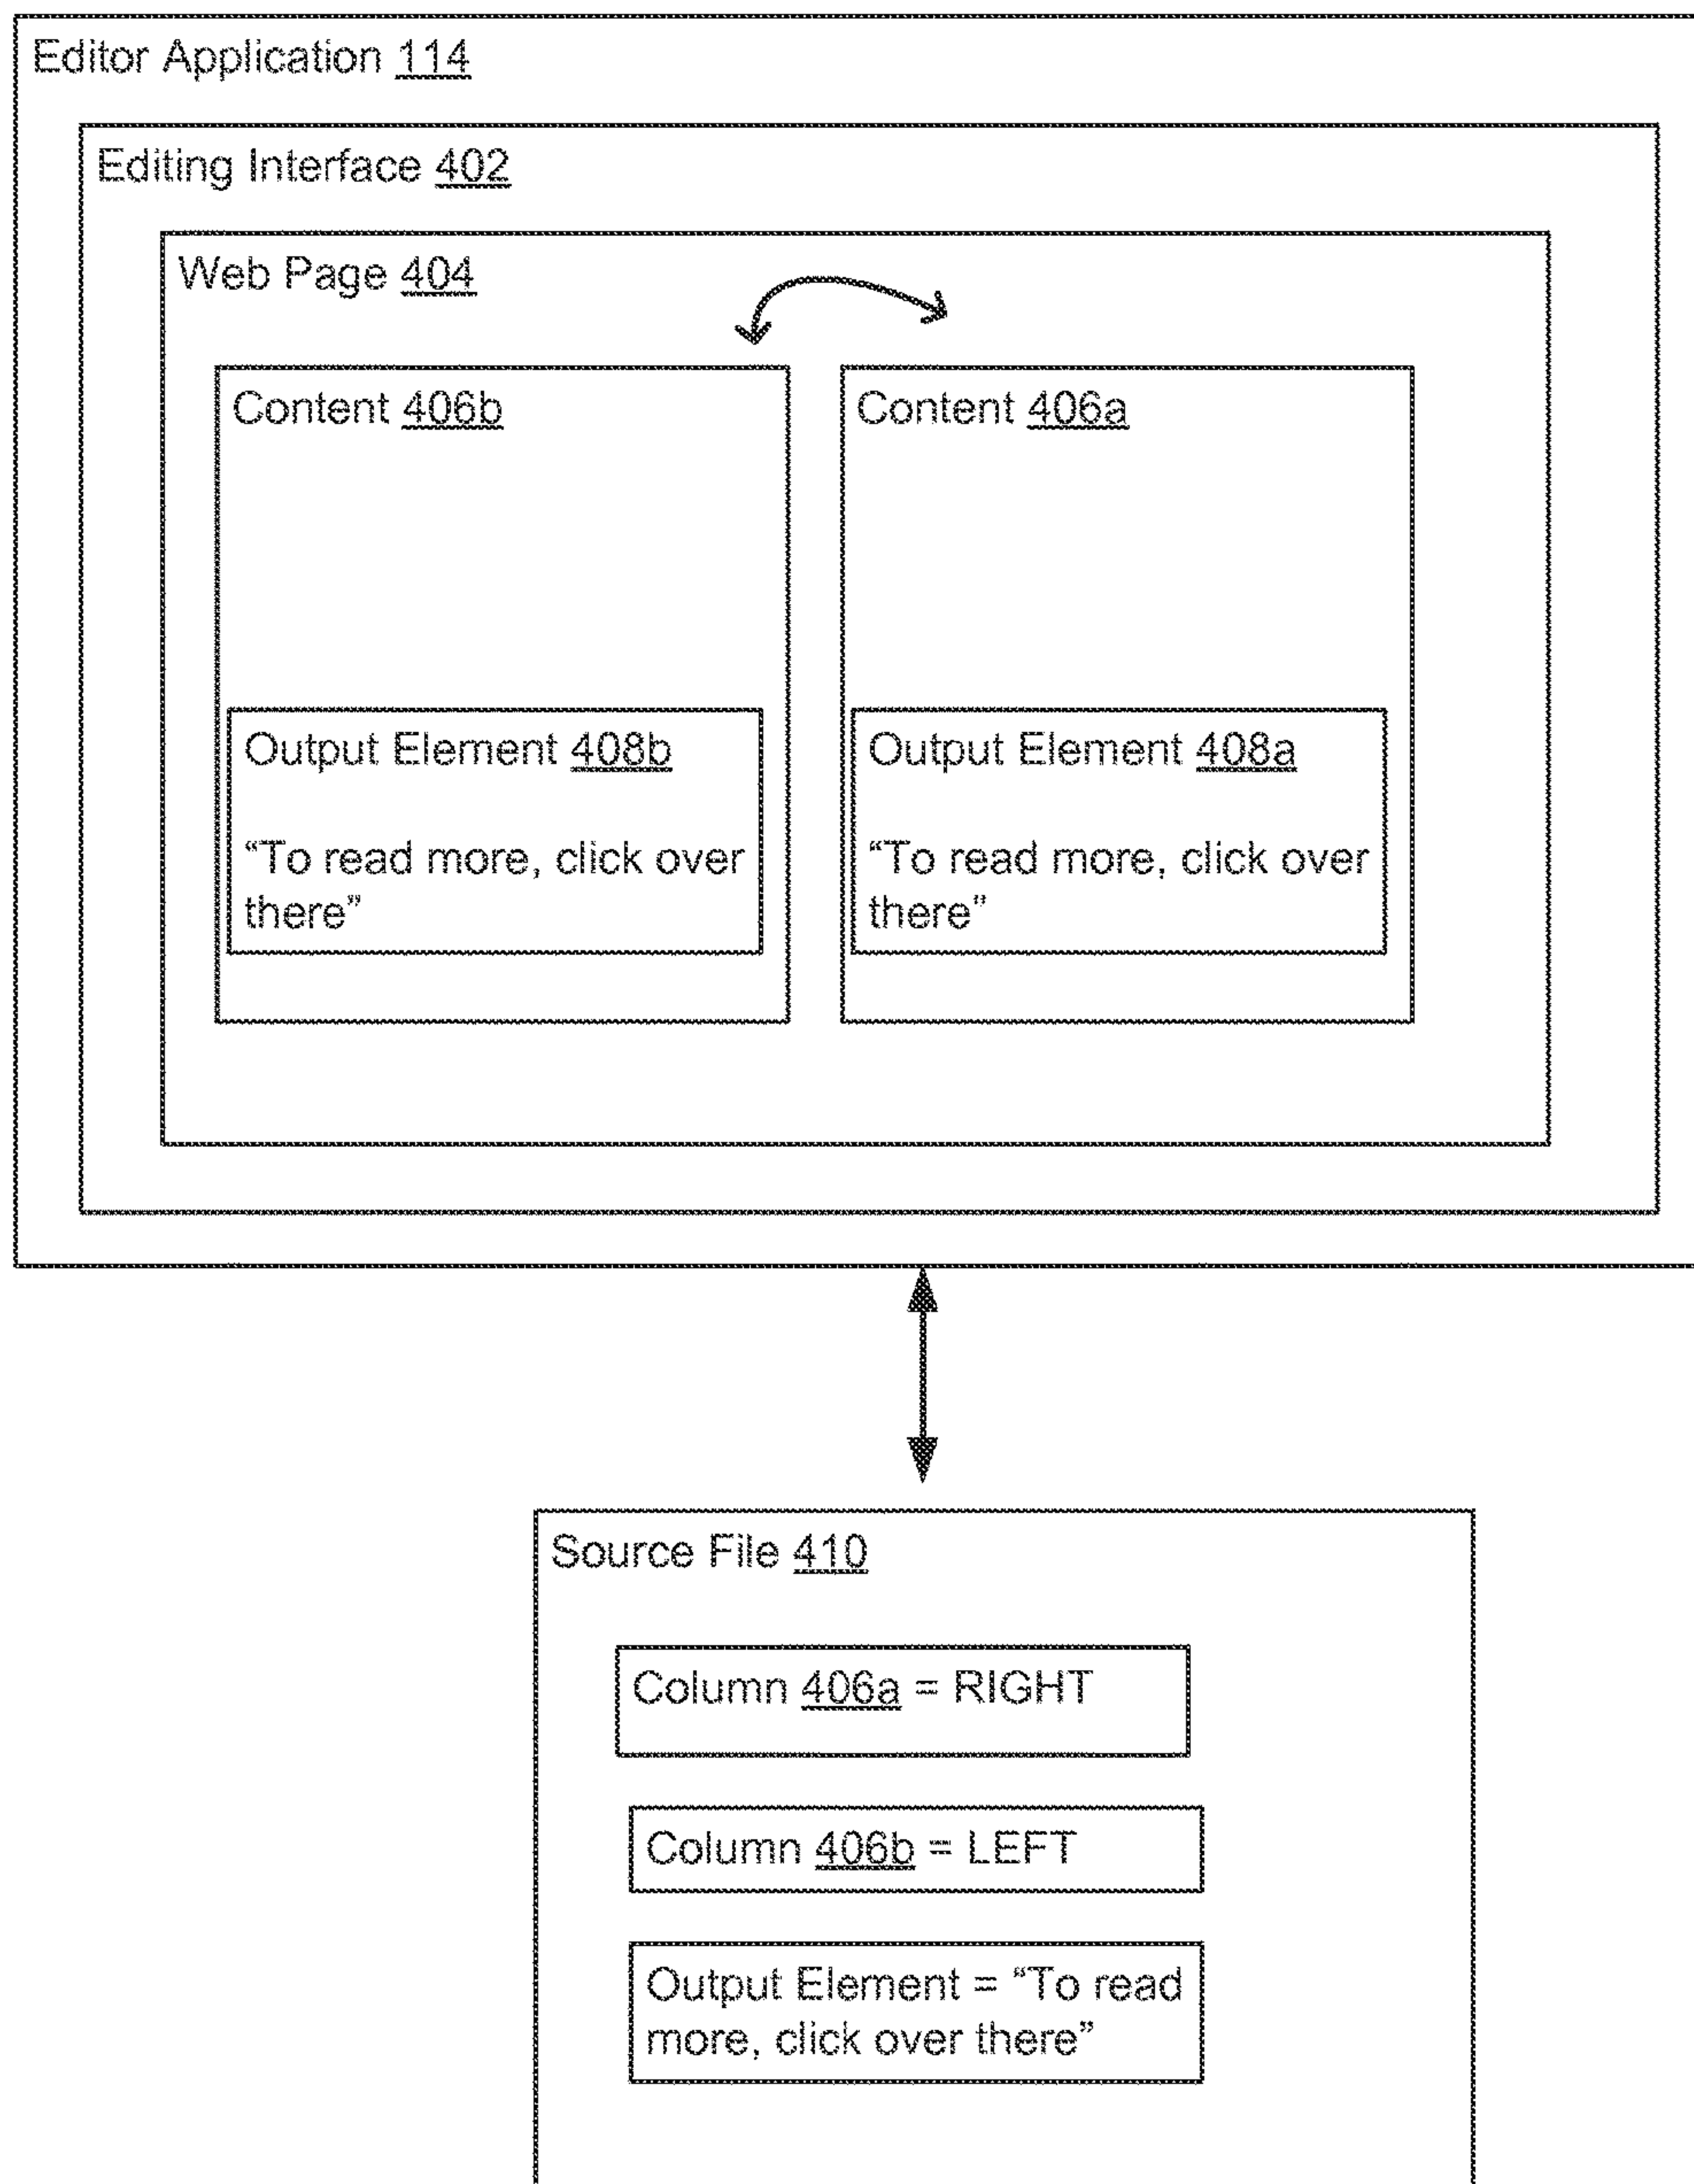 Editor Application 114
Editing Interface 402
Web Page 404
Content 406b
Content 406a
Output Element 408b
“To read more, click over
there”
Output Element 408a
“To read more, click over
there”
Source File 410
Column 406a = RIGHT
Column 406b = LEFT
Output Element = “To read
more, click over there”